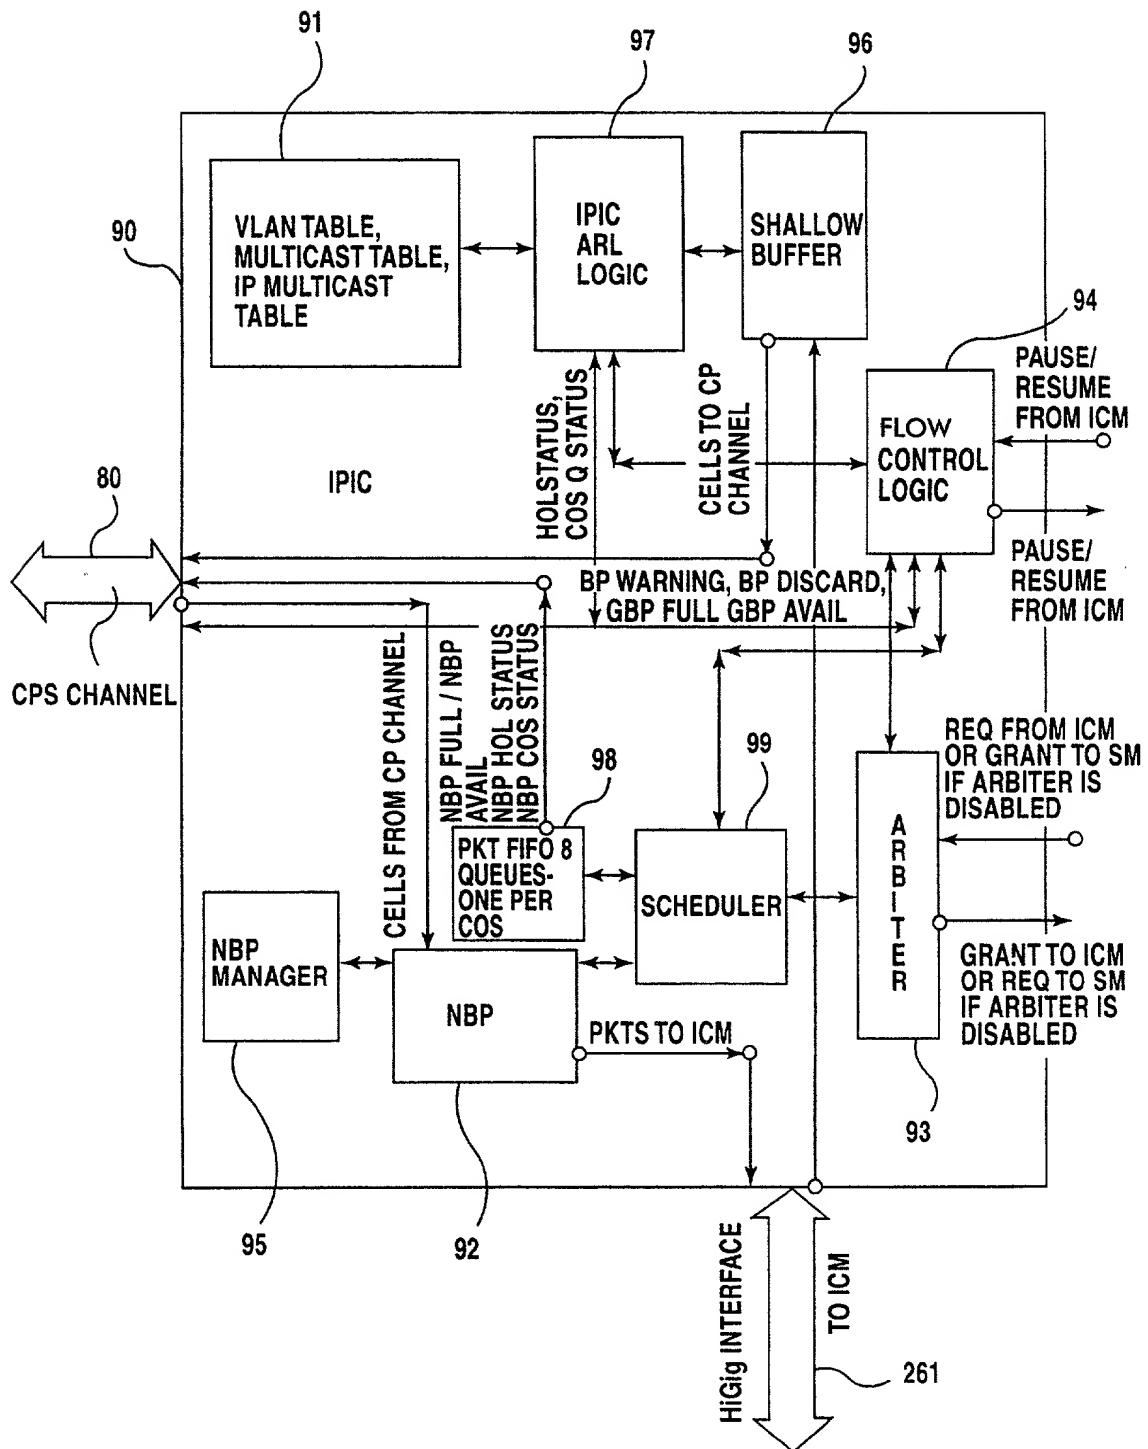 91
97
96
90
VLAN TABLE,
MULTICAST TABLE,
IP MULTICAST
TABLE
IPIC
ARL
LOGIC
SHALLOW
BUFFER
94
PAUSE/
RESUME
FROM ICM
FLOW
CONTROL
LOGIC
HOLSTATUS,
COS Q STATUS
CELLS TO CP
CHANNEL
IPIC
80
PAUSE/
RESUME
FROM ICM
BP WARNING, BP DISCARD,
GBP FULL GBP AVAIL
CPS CHANNEL
CELLS FROM CP CHANNEL
NBP FULL / NBP
AVAIL
NBP HOL STATUS
NBP COS STATUS
98
99
REQ FROM ICM
OR GRANT TO SM
IF ARBITER IS
DISABLED
PKT FIFO 8
QUEUES-
ONE PER
COS
SCHEDULER
ARBITER
NBP
MANAGER
NBP
GRANT TO ICM
OR REQ TO SM
IF ARBITER IS
DISABLED
PKTS TO ICM
93
95
92
HiGig INTERFACE
TO ICM
261